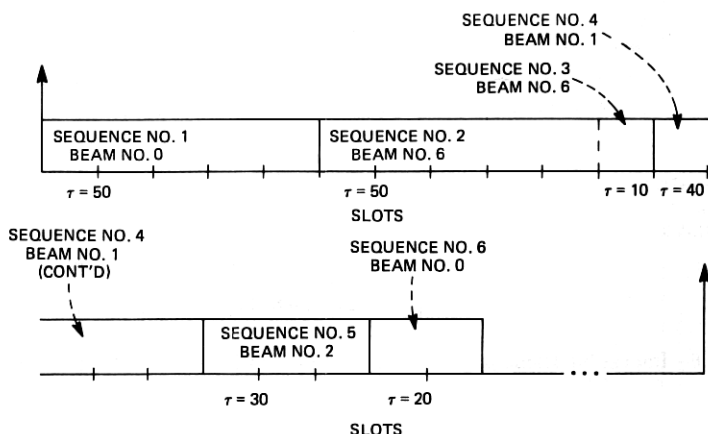 SEQUENCE NO. 4
BEAM NO. 1
SEQUENCE NO. 3
BEAM NO. 6
SEQUENCE NO. 1
BEAM NO. 0
SEQUENCE NO. 2
BEAM NO. 6
τ = 50
τ = 50
τ = 10
τ = 40
SLOTS
SEQUENCE NO. 4
BEAM NO. 1
(CONT'D)
SEQUENCE NO. 6
BEAM NO. 0
SEQUENCE NO. 5
BEAM NO. 2
...
τ = 30
τ = 20
SLOTS